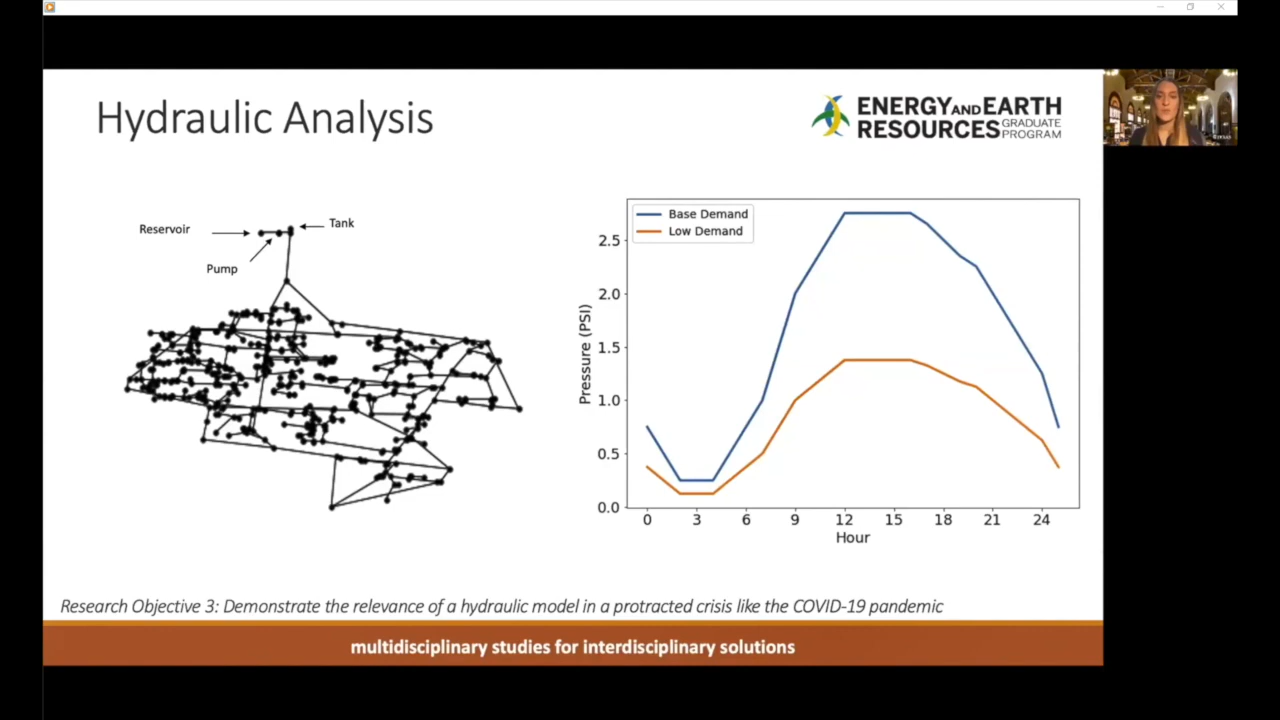 Hydraulic Analysis
ENERGY AND EARTH
RESOURCES GRADUATE
PROGRAM
Reservoir
Tank
Pump
Base Demand
Low Demand
2.5
2.0
1.5
1.0
0.5
0.0
Pressure (PSI)
0 3 6 9 12 15 18 21 24
Hour
Research Objective 3: Demonstrate the relevance of a hydraulic model in a protracted crisis like the COVID-19 pandemic
multidisciplinary studies for interdisciplinary solutions